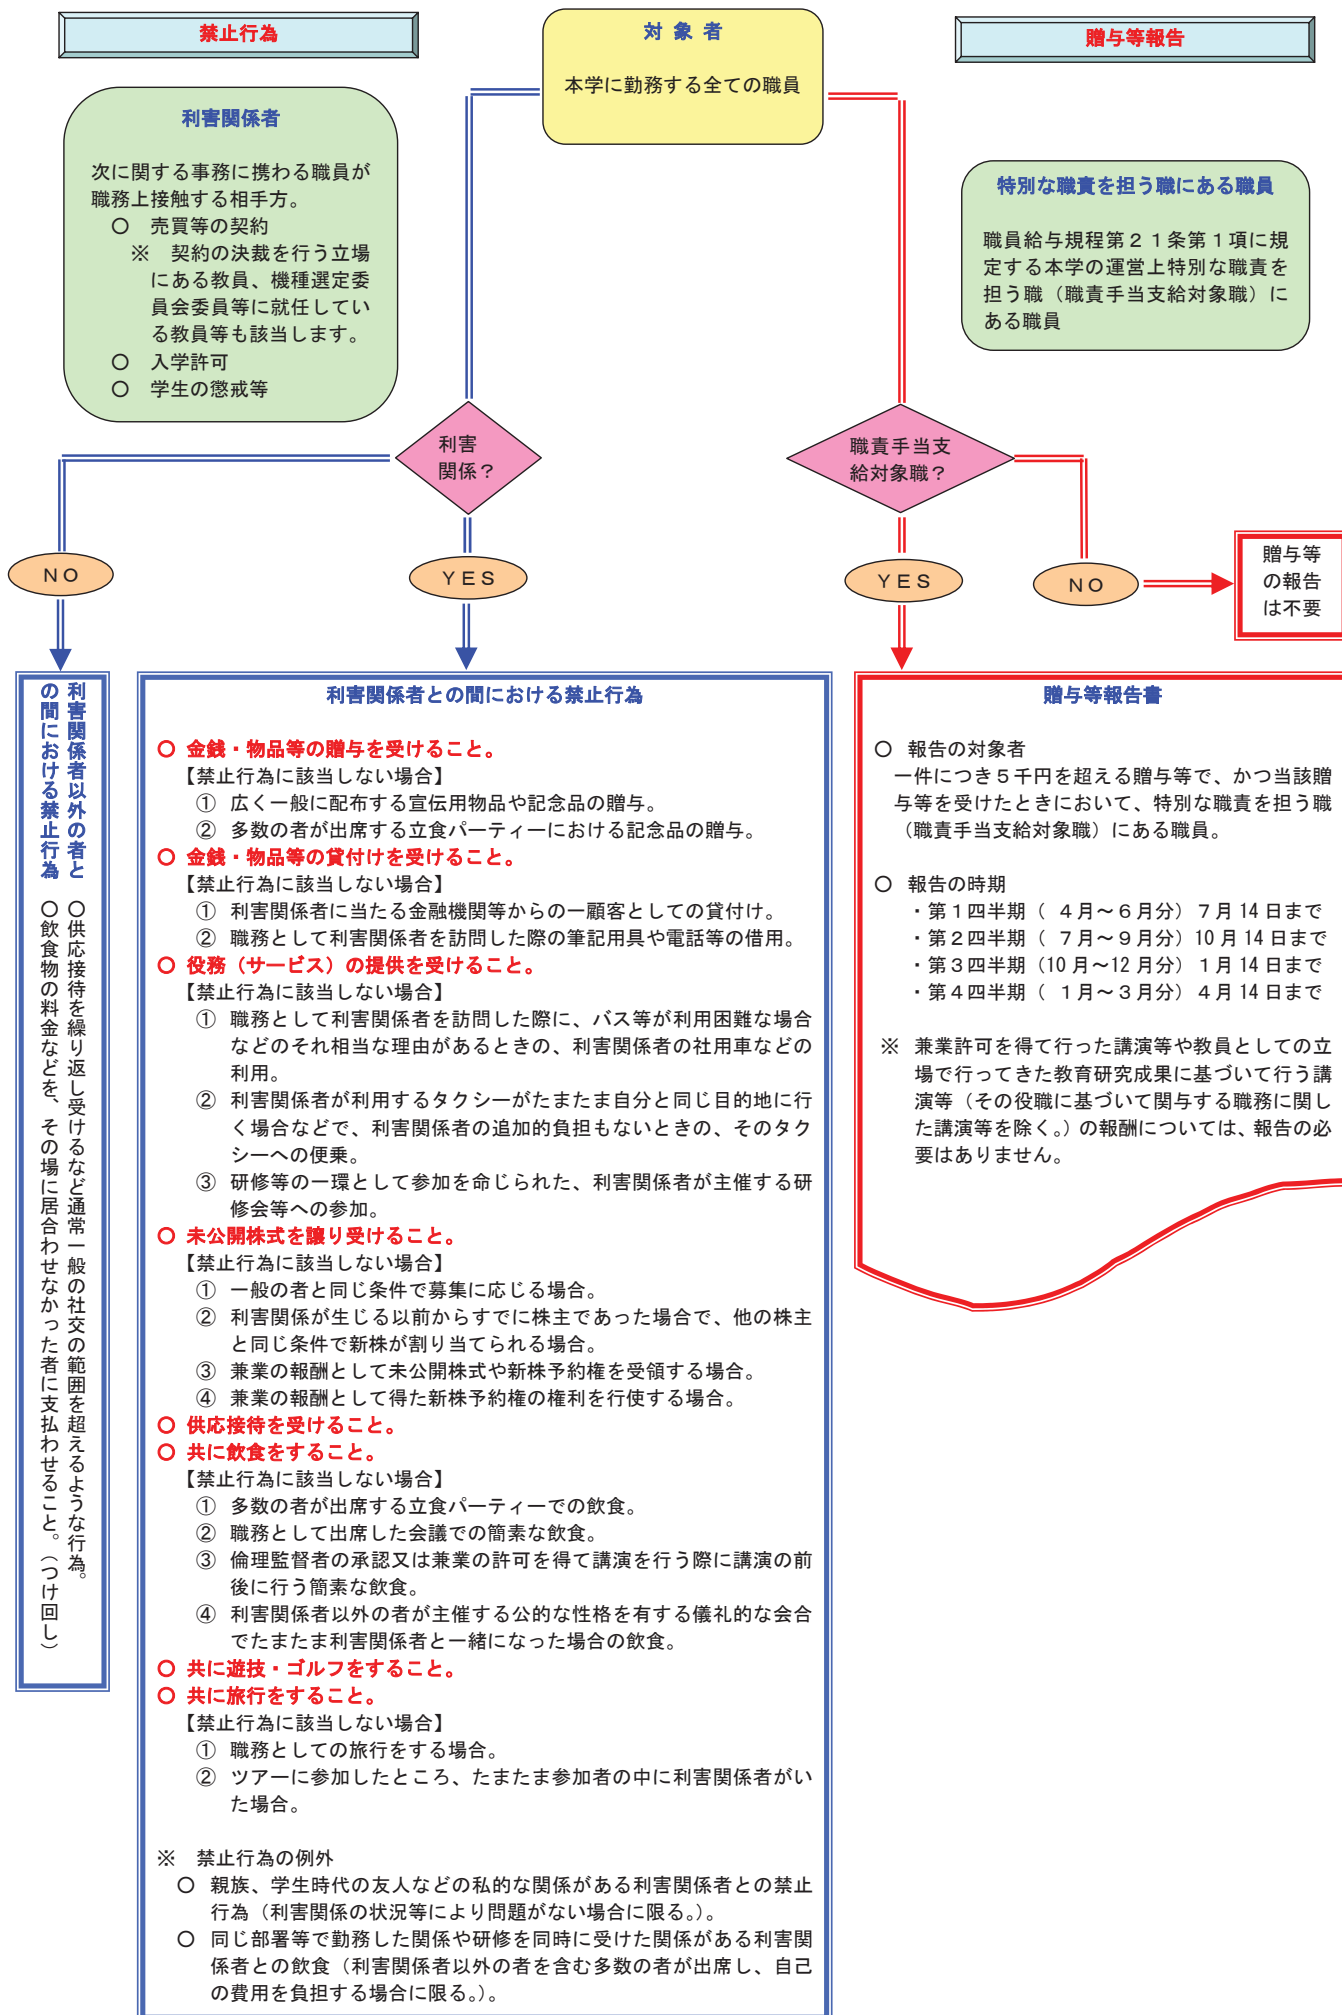 禁止行為
対 象 者
本学に勤務する全ての職員
贈与等報告
利害関係者
次に関する事務に携わる職員が
職務上接触する相手方。
○ 売買等の契約
※ 契約の決裁を行う立場
にある教員、機種選定委
員会委員等に就任してい
る教員等も該当します。
○ 入学許可
○ 学生の懲戒等
特別な職責を担う職にある職員
職員給与規程第21条第1項に規
定する本学の運営上特別な職責を
担う職（職責手当支給対象職）に
ある職員
利害
関係？
職責手当支
給対象職？
NO
YES
YES
NO
贈与等
の報告
は不要
利害関係者以外の者と
の間における禁止行為
○供応接待を繰り返し受けるなど通常一般の社交の範囲を超えるような行為。
○飲食物の料金などを、その場に居合わせなかった者に支払わせること。（つけ回し）
利害関係者との間における禁止行為
○ 金銭・物品等の贈与を受けること。
【禁止行為に該当しない場合】
① 広く一般に配布する宣伝用物品や記念品の贈与。
② 多数の者が出席する立食パーティーにおける記念品の贈与。
○ 金銭・物品等の貸付けを受けること。
【禁止行為に該当しない場合】
① 利害関係者に当たる金融機関等からの一顧客としての貸付け。
② 職務として利害関係者を訪問した際の筆記用具や電話等の借用。
○ 役務（サービス）の提供を受けること。
【禁止行為に該当しない場合】
① 職務として利害関係者を訪問した際に、バス等が利用困難な場合
などのそれ相当な理由があるときの、利害関係者の社用車などの
利用。
② 利害関係者が利用するタクシーがたまたま自分と同じ目的地に行
く場合などで、利害関係者の追加的負担もないときの、そのタク
シーへの便乗。
③ 研修等の一環として参加を命じられた、利害関係者が主催する研
修会等への参加。
○ 未公開株式を譲り受けること。
【禁止行為に該当しない場合】
① 一般の者と同じ条件で募集に応じる場合。
② 利害関係が生じる以前からすでに株主であった場合で、他の株主
と同じ条件で新株が割り当てられる場合。
③ 兼業の報酬として未公開株式や新株予約権を受領する場合。
④ 兼業の報酬として得た新株予約権の権利を行使する場合。
○ 供応接待を受けること。
○ 共に飲食をすること。
【禁止行為に該当しない場合】
① 多数の者が出席する立食パーティーでの飲食。
② 職務として出席した会議での簡素な飲食。
③ 倫理監督者の承認又は兼業の許可を得て講演を行う際に講演の前
後に行う簡素な飲食。
④ 利害関係者以外の者が主催する公的な性格を有する儀礼的な会合
でたまたま利害関係者と一緒になった場合の飲食。
○ 共に遊技・ゴルフをすること。
○ 共に旅行をすること。
【禁止行為に該当しない場合】
① 職務としての旅行をする場合。
② ツアーに参加したところ、たまたま参加者の中に利害関係者がい
た場合。
※ 禁止行為の例外
○ 親族、学生時代の友人などの私的な関係がある利害関係者との禁止
行為（利害関係の状況等により問題がない場合に限る。）。
○ 同じ部署等で勤務した関係や研修を同時に受けた関係がある利害関
係者との飲食（利害関係者以外の者を含む多数の者が出席し、自己
の費用を負担する場合に限る。）。
贈与等報告書
○ 報告の対象者
一件につき５千円を超える贈与等で、かつ当該贈
与等を受けたときにおいて、特別な職責を担う職
（職責手当支給対象職）にある職員。
○ 報告の時期
・第１四半期（ ４月～６月分）７月14日まで
・第２四半期（ ７月～９月分）10月14日まで
・第３四半期（10月～12月分）１月14日まで
・第４四半期（ １月～３月分）４月14日まで
※ 兼業許可を得て行った講演等や教員としての立
場で行ってきた教育研究成果に基づいて行う講
演等（その役職に基づいて関与する職務に関し
た講演等を除く。）の報酬については、報告の必
要はありません。